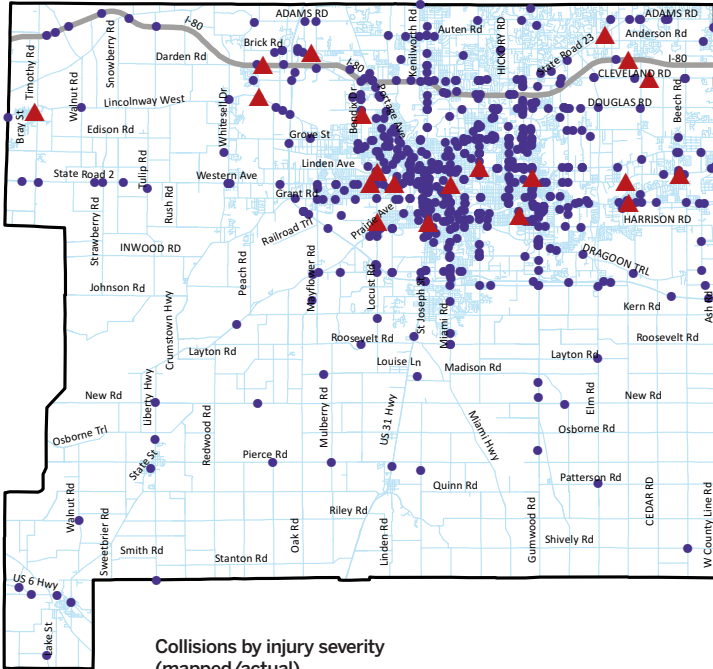 ADAMS RD
ADAMS RD
I-80
Kenilworth Rd
Auten Rd
HICKORY RD
State Road 23
Anderson Rd
Timothy Rd
Snowberry Rd
Brick Rd
Darden Rd
I-80
I-80
CLEVELAND RD
Walnut Rd
Lincolnway West
Whitesell Dr
Bendix Dr
Portage Ave
DOUGLAS RD
Beech Rd
Bray St
Edison Rd
Grove St
Linden Ave
Tulip Rd
State Road 2
Western Ave
Rush Rd
Grant Rd
Strawberry Rd
Prairie Ave
HARRISON RD
Railroad Trl
INWOOD RD
DRAGOON TRL
Peach Rd
Mayflower Rd
Locust Rd
St Joseph St
Miami Rd
Johnson Rd
Kern Rd
Ash Rd
Crumstown Hwy
Roosevelt Rd
Roosevelt Rd
Layton Rd
Louise Ln
Madison Rd
Layton Rd
New Rd
Liberty Hwy
Redwood Rd
Mulberry Rd
US 31 Hwy
Miami Hwy
Elm Rd
New Rd
Osborne Trl
Osborne Rd
State St
Pierce Rd
Quinn Rd
Patterson Rd
Walnut Rd
Sweetbrier Rd
Oak Rd
Riley Rd
Linden Rd
Gumwood Rd
CEDAR RD
W County Line Rd
Smith Rd
Stanton Rd
Shively Rd
US 6 Hwy
Lake St
Collisions by injury severity
(mapped/actual)